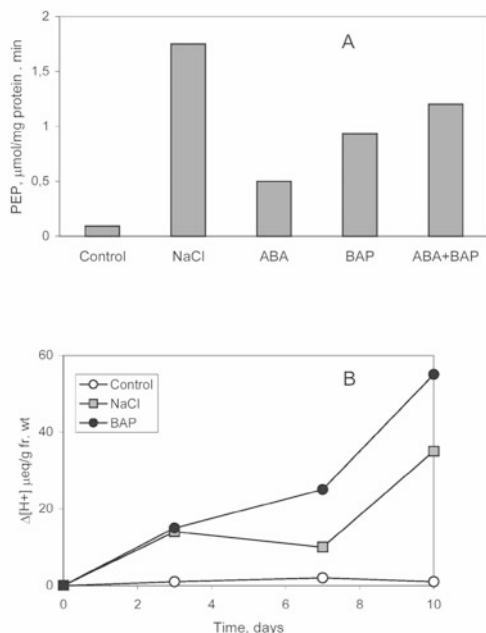 A
PEP, μmol/mg protein . min
2
1,5
1
0,5
0
Control NaCl ABA BAP ABA+BAP
B
Δ[H+] μeq/g fr. wt
60
40
20
0
Control
NaCl
BAP
0 2 4 6 8 10
Time, days